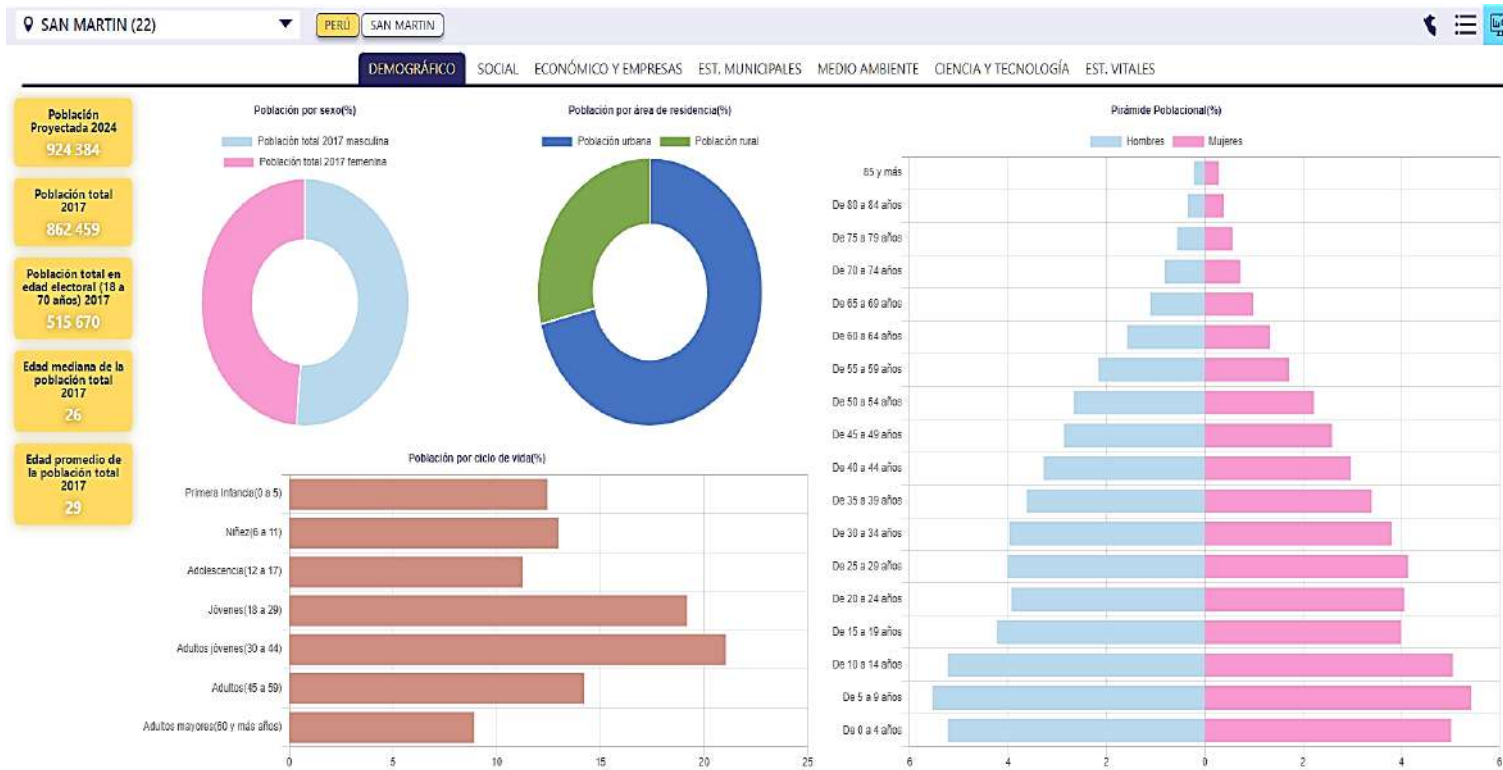 SAN MARTIN (22)
PERÚ
SAN MARTIN
DEMOGRÁFICO
SOCIAL
ECONÓMICO Y EMPRESAS
EST. MUNICIPALES
MEDIO AMBIENTE
CIENCIA Y TECNOLOGÍA
EST. VITALES
Población
Proyectada 2024
924 384
Población total
2017
862 459
Población total en
edad electoral (18 a
70 años) 2017
515 670
Edad mediana de la
población total
2017
26
Edad promedio de
la población total
2017
29
Población por sexo(%)
Población total 2017 masculina
Población total 2017 femenina
Población por área de residencia(%)
Población urbana
Población rural
Población por ciclo de vida(%)
Primera Infancia(0 a 5)
Niñez(6 a 11)
Adolescencia(12 a 17)
Jóvenes(18 a 29)
Adultos jóvenes(30 a 44)
Adultos(45 a 59)
Adultos mayores(60 y más años)
0 5 10 15 20 25
Pirámide Poblacional(%)
Hombres
Mujeres
85 y más
De 80 a 84 años
De 75 a 79 años
De 70 a 74 años
De 65 a 69 años
De 60 a 64 años
De 55 a 59 años
De 50 a 54 años
De 45 a 49 años
De 40 a 44 años
De 35 a 39 años
De 30 a 34 años
De 25 a 29 años
De 20 a 24 años
De 15 a 19 años
De 10 a 14 años
De 5 a 9 años
De 0 a 4 años
6 4 2 0 2 4 6